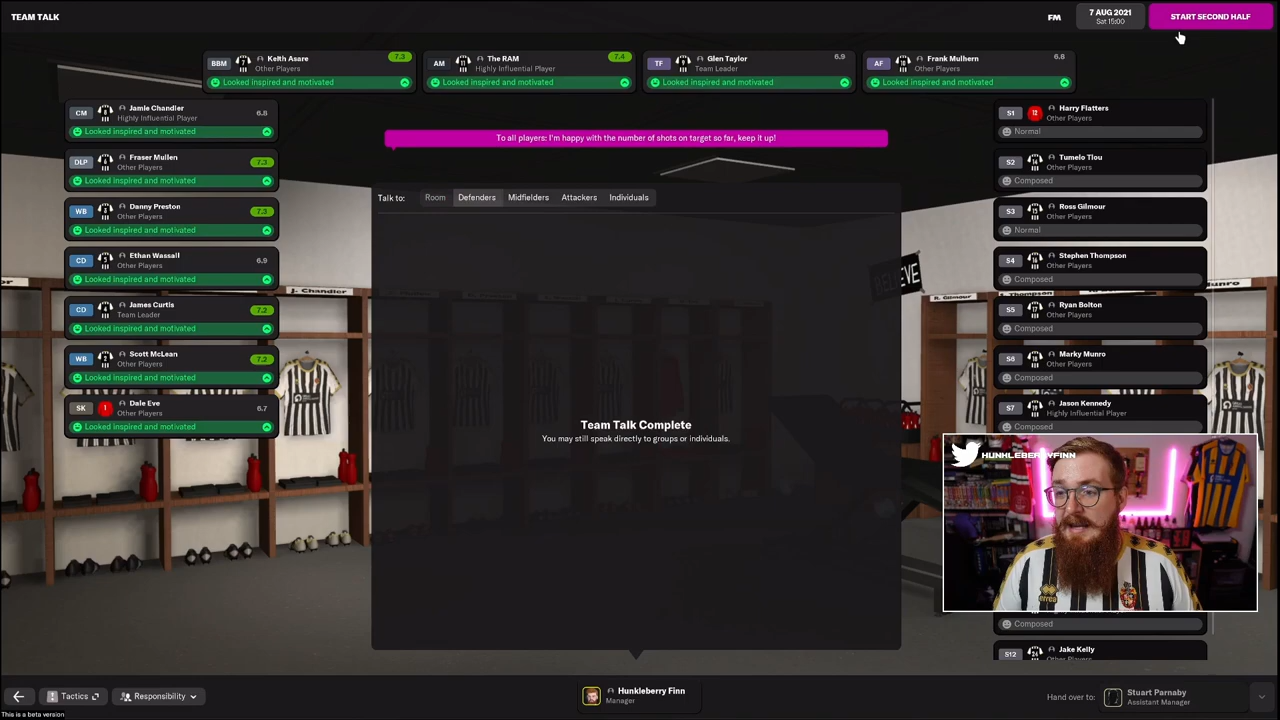 TEAM TALK
FM
7 AUG 2021
Sat 15:00
START SECOND HALF
BBM
Keith Asare
Other Players
7.3
Looked inspired and motivated
AM
The RAM
Highly Influential Player
7.4
Looked inspired and motivated
TF
Glen Taylor
Team Leader
6.9
Looked inspired and motivated
AF
Frank Mulhern
Other Players
6.8
Looked inspired and motivated
CM
Jamie Chandler
Highly Influential Player
6.8
Looked inspired and motivated
DLP
Fraser Mullen
Other Players
7.3
Looked inspired and motivated
WB
Danny Preston
Other Players
7.3
Looked inspired and motivated
CD
Ethan Wassall
Other Players
6.9
Looked inspired and motivated
CD
James Curtis
Team Leader
7.2
Looked inspired and motivated
WB
Scott McLean
Other Players
7.2
Looked inspired and motivated
SK
1
Dale Eve
Other Players
6.7
Looked inspired and motivated
To all players: I'm happy with the number of shots on target so far, keep it up!
Talk to:
Room
Defenders
Midfielders
Attackers
Individuals
Team Talk Complete
You may still speak directly to groups or individuals.
J. Chandler
S1
Harry Flatters
Other Players
Normal
S2
Tumelo Tlou
Other Players
Composed
S3
Ross Gilmour
Other Players
Normal
S4
Stephen Thompson
Other Players
Composed
S5
Ryan Bolton
Other Players
Composed
S6
Marky Munro
Other Players
Composed
S7
Jason Kennedy
Highly Influential Player
Composed
HUNKLEBERRYFINN
errea
Composed
S12
Jake Kelly
Tactics
Responsibility
Hunkleberry Finn
Manager
Hand over to:
Stuart Parnaby
Assistant Manager
This is a beta version